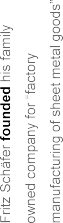 Fritz Schäfer founded his family
owned company for “factory
manufacturing of sheet metal goods”